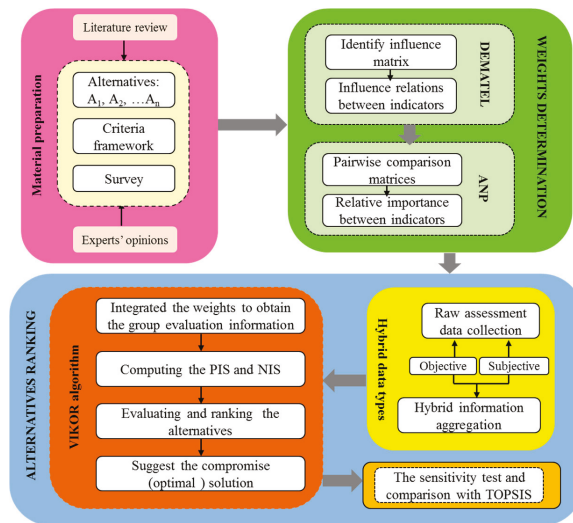 Literature review
Alternatives:
A1, A2, …An
Criteria
framework
Survey
Experts' opinions
Material preparation
Identify influence
matrix
Influence relations
between indicators
DEMATEL
Pairwise comparison
matrices
Relative importance
between indicators
ANP
WEIGHTS DETERMINATION
ALTERNATIVES RANKING
VIKOR algorithm
Integrated the weights to obtain
the group evaluation information
Computing the PIS and NIS
Evaluating and ranking the
alternatives
Suggest the compromise
(optimal ) solution
Hybrid data types
Raw assessment
data collection
Objective
Subjective
Hybrid information
aggregation
The sensitivity test and
comparison with TOPSIS